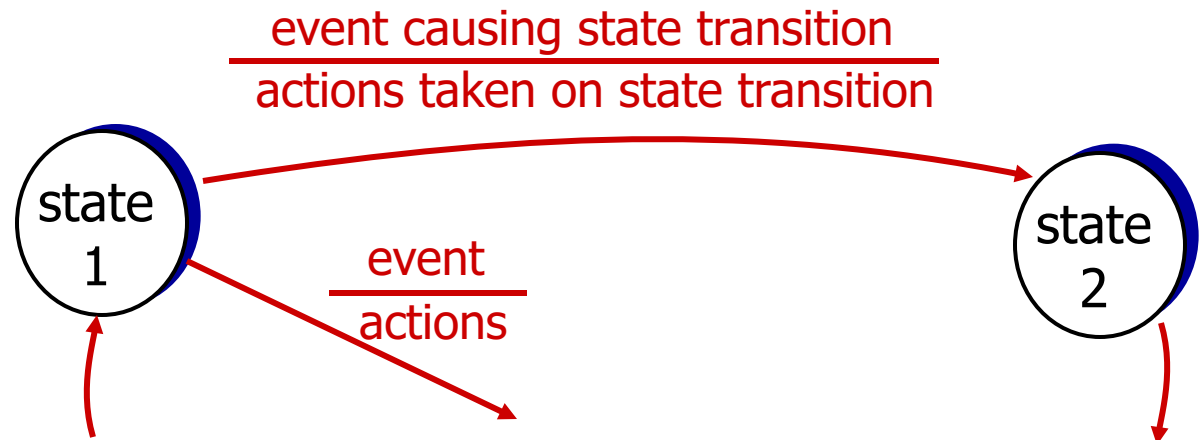 event causing state transition
actions taken on state transition
state
1
state
2
event
actions